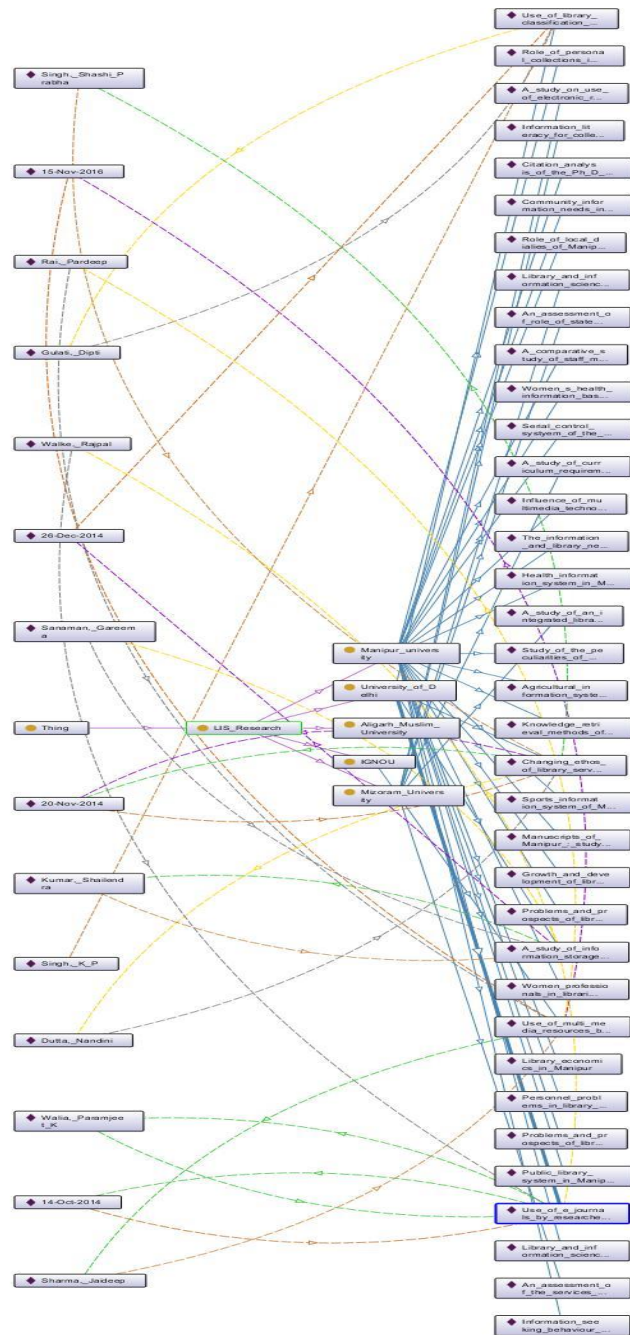 Singh,_Shashi_P
rabha
15-Nov-2016
Rai,_Pardeep
Gulati,_Dipti
Walke,_Rajpal
26-Dec-2014
Sanaman,_Gareem
a
Thing
20-Nov-2014
Kumar,_Shailend
ra
Singh,_K_P
Dutta,_Nandini
Walia,_Paramjee
t_K
14-Oct-2014
Sharma,_Jaideep
LIS_Research
Manipur_univers
ity
University_of_D
elhi
Aligarh_Muslim_
University
IGNOU
Mizoram_Univers
ity
Use_of_library_
classification_...
Role_of_persona
l_collections_i...
A_study_on_use_
of_electronic_r...
Information_lit
eracy_for_colle...
Citation_analys
is_of_the_Ph_D_...
Community_infor
mation_needs_in...
Role_of_local_d
ialies_of_Manip...
Library_and_inf
ormation_scienc...
An_assessment_o
f_role_of_state...
A_comparative_s
tudy_of_staff_m...
Women_s_health_
information_bas...
Serial_control_
systyem_of_the_...
A_study_of_curr
iculum_requirem...
Influence_of_mu
ltimedia_techno...
The_information
_and_library_ne...
Health_informat
ion_system_in_M...
A_study_of_an_i
ntegrated_libra...
Study_of_the_pe
culiarities_of_...
Agricultural_in
formation_syste...
Knowledge_retri
eval_methods_of...
Changing_ethos_
of_library_serv...
Sports_informat
ion_system_of_M...
Manuscripts_of_
Manipur_:_study...
Growth_and_deve
lopment_of_libr...
Problems_and_pr
ospects_of_libr...
A_study_of_info
rmation_storage...
Women_professio
nals_in_librari...
Use_of_multi_me
dia_resources_b...
Library_economi
cs_in_Manipur
Personnel_probl
ems_in_library_...
Problems_and_pr
ospects_of_libr...
Public_library_
system_in_Manip...
Use_of_e_journa
ls_by_researche...
Library_and_inf
ormation_scienc...
An_assessment_o
f_the_services_...
Information_see
king_behaviour_...